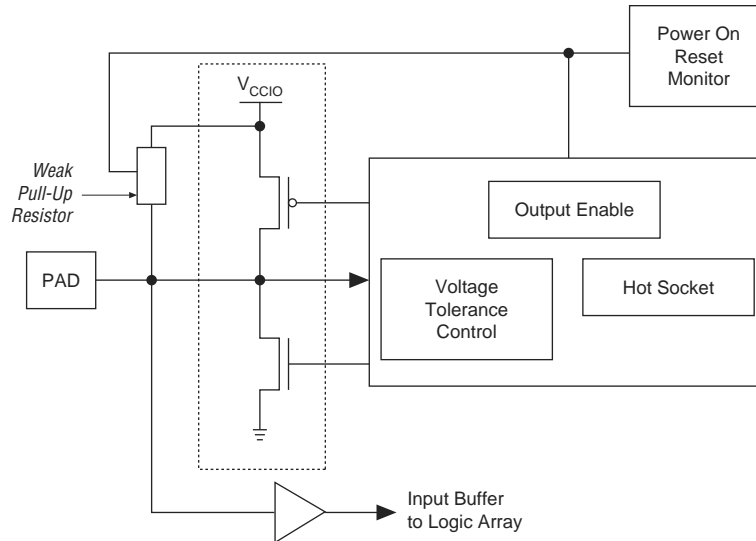 Power On
Reset
Monitor
V_CCIO
Weak
Pull-Up
Resistor
Output Enable
PAD
Voltage
Tolerance
Control
Hot Socket
Input Buffer
to Logic Array